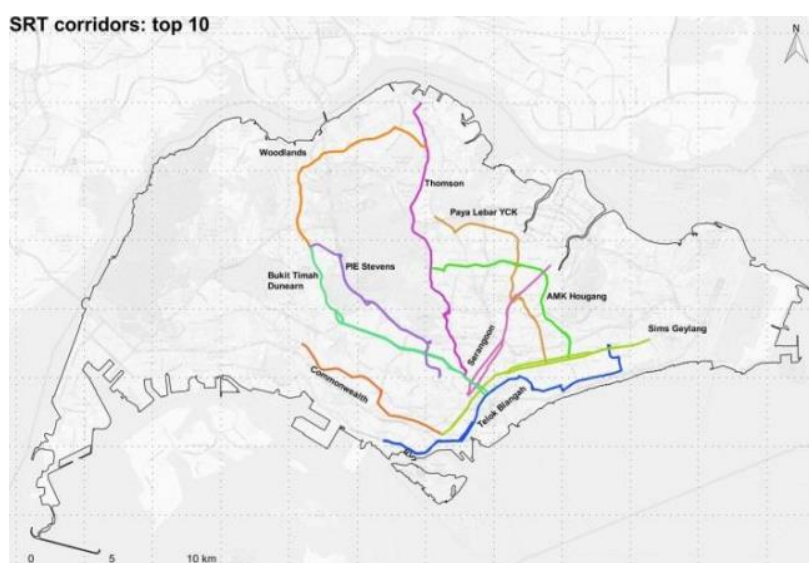 SRT corridors: top 10
N
Woodlands
Thomson
Paya Lebar YCK
PIE Stevens
Bukit Timah
Dunearn
AMK Hougang
Sims Geylang
Serangoon
Commonwealth
Telok Blangah
0 5 10 km